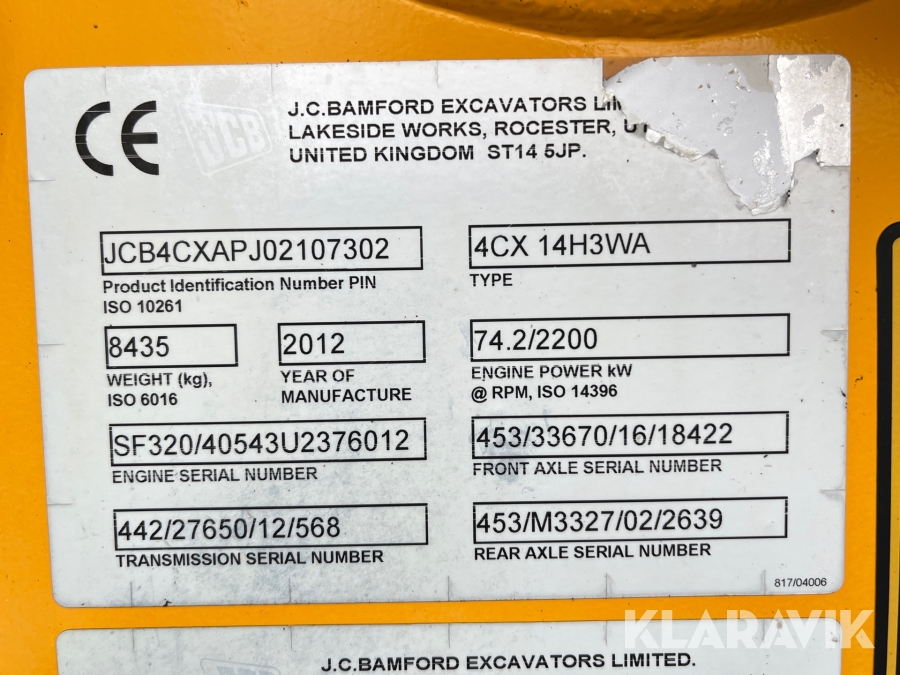 CE
JCB
J.C.BAMFORD EXCAVATORS
LAKESIDE WORKS, ROCESTER,
UNITED KINGDOM ST14 5JP.
JCB4CXAPJ02107302
Product Identification Number PIN
ISO 10261
4CX 14H3WA
TYPE
8435
WEIGHT (kg),
ISO 6016
2012
YEAR OF
MANUFACTURE
74.2/2200
ENGINE POWER kW
@ RPM, ISO 14396
SF320/40543U2376012
ENGINE SERIAL NUMBER
453/33670/16/18422
FRONT AXLE SERIAL NUMBER
442/27650/12/568
TRANSMISSION SERIAL NUMBER
453/M3327/02/2639
REAR AXLE SERIAL NUMBER
817/04006
KLARAVIK
J.C.BAMFORD EXCAVATORS LIMITED.